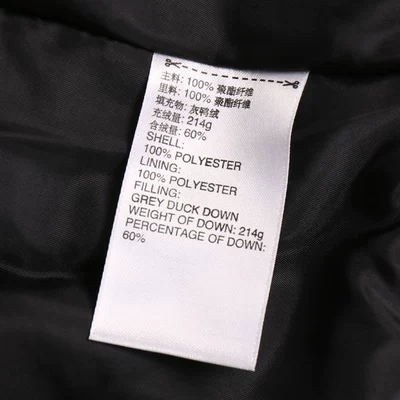 主料: 100% 聚酯纤维
里料: 100% 聚酯纤维
填充物: 灰鸭绒
充绒量: 214g
含绒量: 60%
SHELL:
100% POLYESTER
LINING:
100% POLYESTER
FILLING:
GREY DUCK DOWN
WEIGHT OF DOWN: 214g
PERCENTAGE OF DOWN:
60%